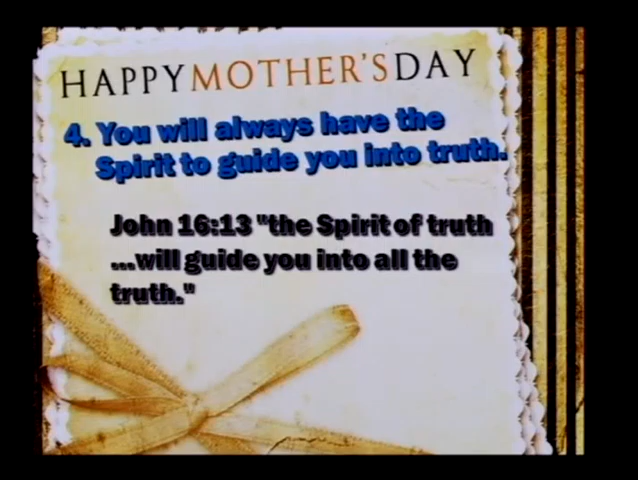 HAPPY MOTHER'S DAY
4. You will always have the
Spirit to guide you into truth.
John 16:13 "the Spirit of truth
...will guide you into all the
truth."